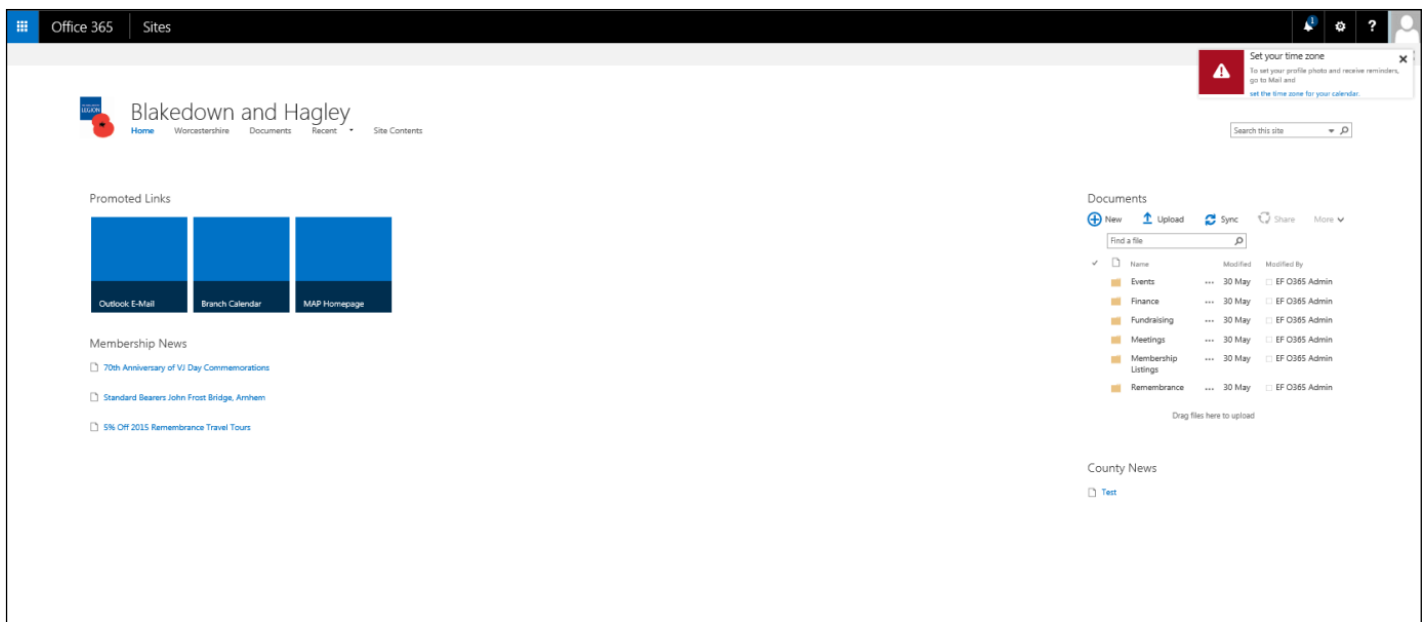 Office 365 Sites
1
?
Set your time zone
To set your profile photo and receive reminders,
go to Mail and
set the time zone for your calendar.
LEGION
Blakedown and Hagley
Home Worcestershire Documents Recent Site Contents
Search this site
Promoted Links
Outlook E-Mail Branch Calendar MAP Homepage
Membership News
70th Anniversary of VJ Day Commemorations
Standard Bearers John Frost Bridge, Arnhem
5% Off 2015 Remembrance Travel Tours
Documents
New Upload Sync Share More
Find a file
Name Modified Modified By
Events ... 30 May EF O365 Admin
Finance ... 30 May EF O365 Admin
Fundraising ... 30 May EF O365 Admin
Meetings ... 30 May EF O365 Admin
Membership ... 30 May EF O365 Admin
Listings
Remembrance ... 30 May EF O365 Admin
Drag files here to upload
County News
Test